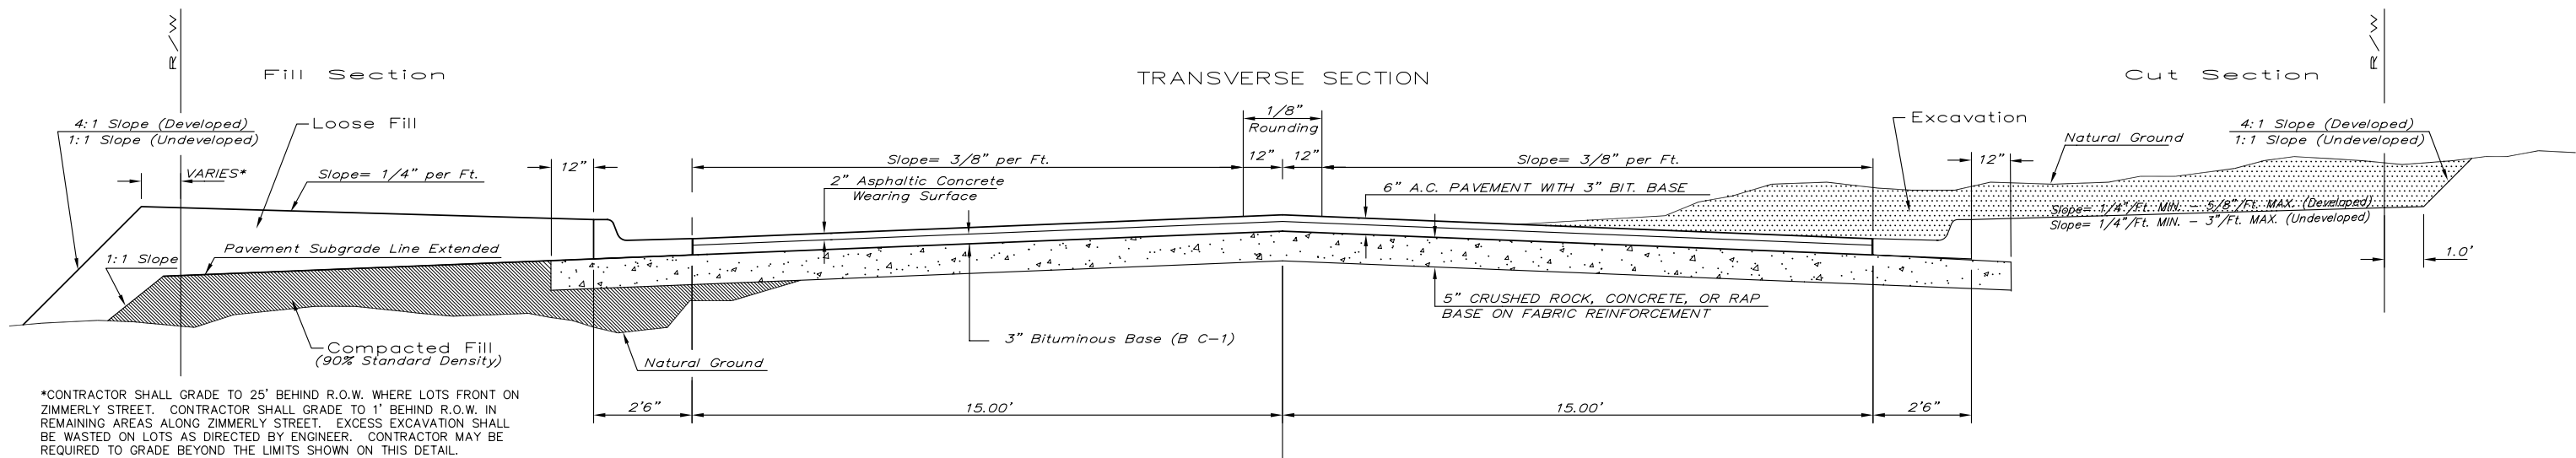 R/W
R/W
Fill Section
TRANSVERSE SECTION
Cut Section
4:1 Slope (Developed)
1:1 Slope (Undeveloped)
Loose Fill
1/8"
Rounding
Excavation
Natural Ground
4:1 Slope (Developed)
1:1 Slope (Undeveloped)
VARIES*
Slope= 1/4" per Ft.
12"
Slope= 3/8" per Ft.
12"
12"
Slope= 3/8" per Ft.
12"
2" Asphaltic Concrete
Wearing Surface
6" A.C. PAVEMENT WITH 3" BIT. BASE
Slope= 1/4"/Ft. MIN. - 5/8"/Ft. MAX. (Developed)
Slope= 1/4"/Ft. MIN. - 3"/Ft. MAX. (Undeveloped)
Pavement Subgrade Line Extended
1:1 Slope
1.0'
5" CRUSHED ROCK, CONCRETE, OR RAP
BASE ON FABRIC REINFORCEMENT
3" Bituminous Base (B C-1)
Compacted Fill
(90% Standard Density)
Natural Ground
*CONTRACTOR SHALL GRADE TO 25' BEHIND R.O.W. WHERE LOTS FRONT ON
ZIMMERLY STREET. CONTRACTOR SHALL GRADE TO 1' BEHIND R.O.W. IN
REMAINING AREAS ALONG ZIMMERLY STREET. EXCESS EXCAVATION SHALL
BE WASTED ON LOTS AS DIRECTED BY ENGINEER. CONTRACTOR MAY BE
REQUIRED TO GRADE BEYOND THE LIMITS SHOWN ON THIS DETAIL.
2'6"
15.00'
15.00'
2'6"